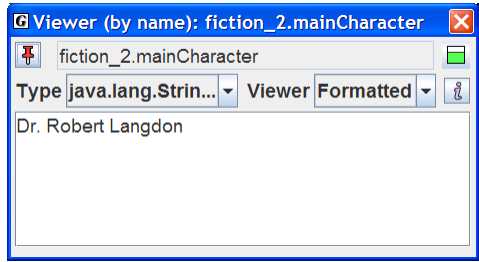 G Viewer (by name): fiction_2.mainCharacter
fiction_2.mainCharacter
Type java.lang.Strin... Viewer Formatted i
Dr. Robert Langdon